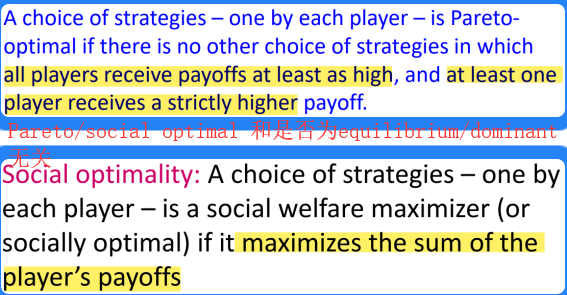 A choice of strategies – one by each player – is Pareto-
optimal if there is no other choice of strategies in which
all players receive payoffs at least as high, and at least one
player receives a strictly higher payoff.
Pareto/social optimal 和是否为equilibrium/dominant
无关
Social optimality: A choice of strategies – one by
each player – is a social welfare maximizer (or
socially optimal) if it maximizes the sum of the
player’s payoffs